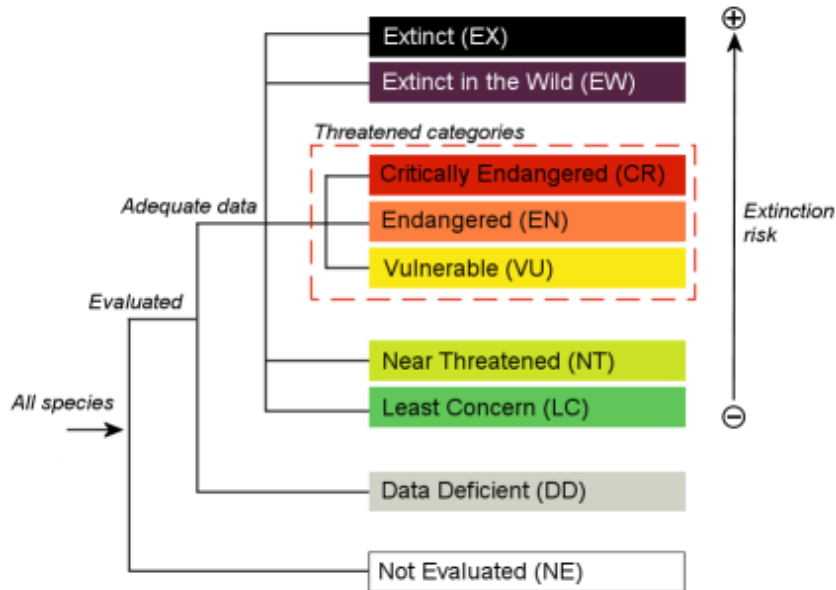 Extinct (EX)
Extinct in the Wild (EW)
Threatened categories
Critically Endangered (CR)
Adequate data
Endangered (EN)
Extinction
risk
Vulnerable (VU)
Evaluated
Near Threatened (NT)
All species
Least Concern (LC)
Data Deficient (DD)
Not Evaluated (NE)